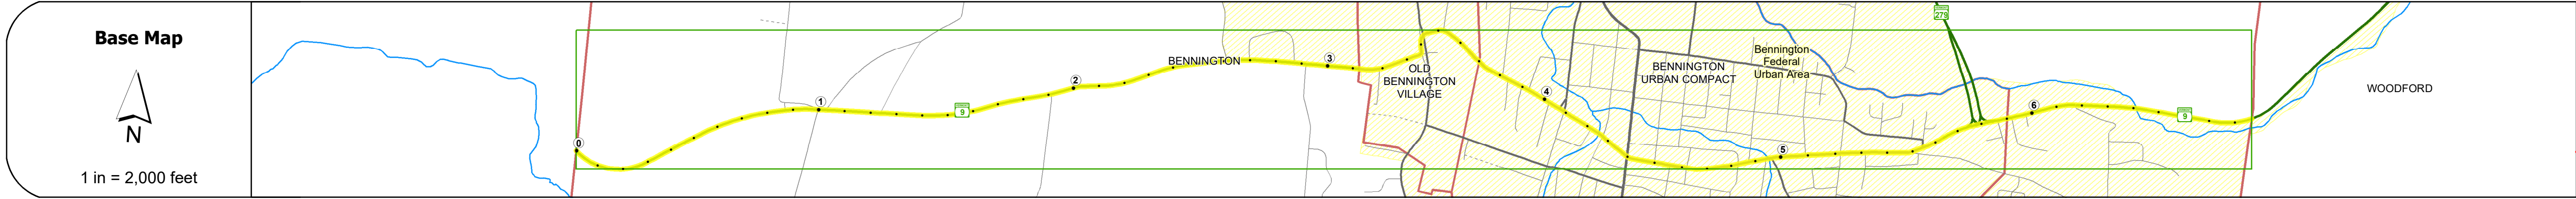 Base Map
N
1 in = 2,000 feet
0
1
9
2
BENNINGTON
3
OLD
BENNINGTON
VILLAGE
4
BENNINGTON
URBAN COMPACT
Bennington
Federal
Urban Area
5
279
6
9
WOODFORD